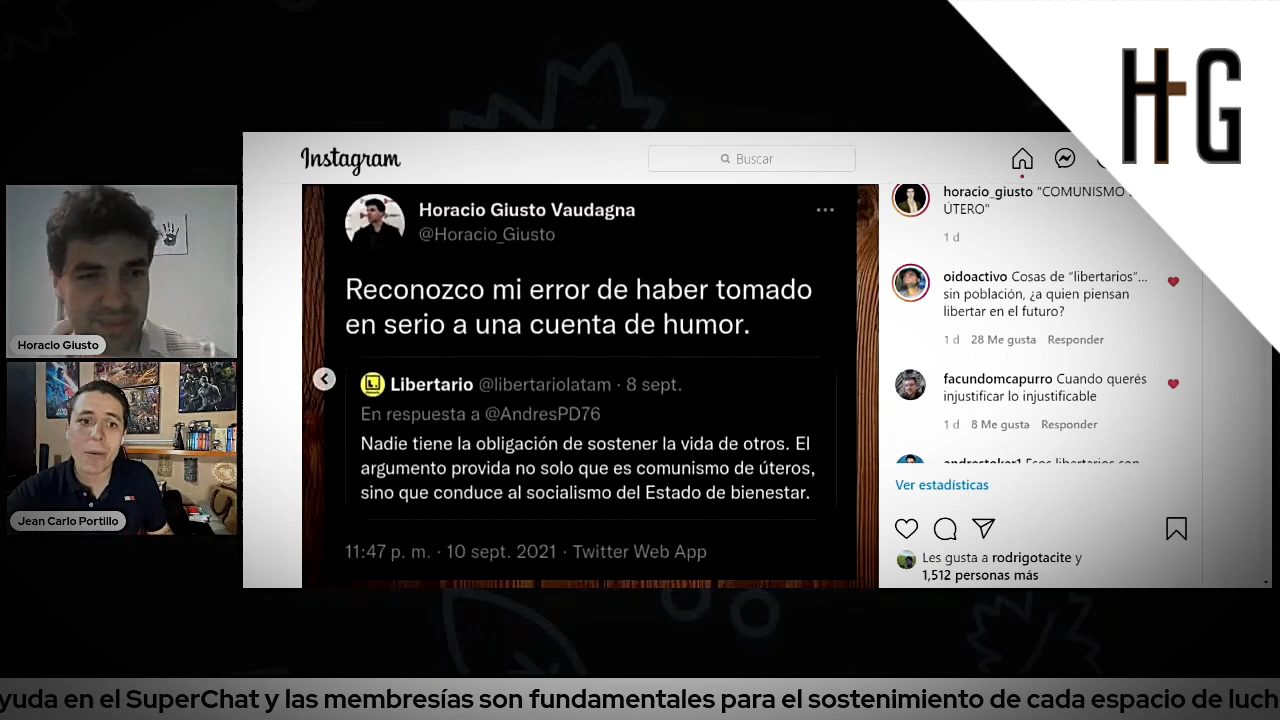 HG
Instagram
Buscar
Horacio Giusto Vaudagna
@Horacio_Giusto
Reconozco mi error de haber tomado
en serio a una cuenta de humor.
Libertario @libertariolatam · 8 sept.
En respuesta a @AndresPD76
Nadie tiene la obligación de sostener la vida de otros. El
argumento provida no solo que es comunismo de úteros,
sino que conduce al socialismo del Estado de bienestar.
11:47 p. m. · 10 sept. 2021 · Twitter Web App
horacio_giusto "COMUNISMO
ÚTERO"
1 d
oidoactivo Cosas de “libertarios”...
sin población, ¿a quien piensan
libertar en el futuro?
1 d 28 Me gusta Responder
facundomcapurro Cuando querés
injustificar lo injustificable
1 d 8 Me gusta Responder
Ver estadísticas
Les gusta a rodrigotacite y
1,512 personas más
Horacio Giusto
Jean Carlo Portillo
yuda en el SuperChat y las membresías son fundamentales para el sostenimiento de cada espacio de luch